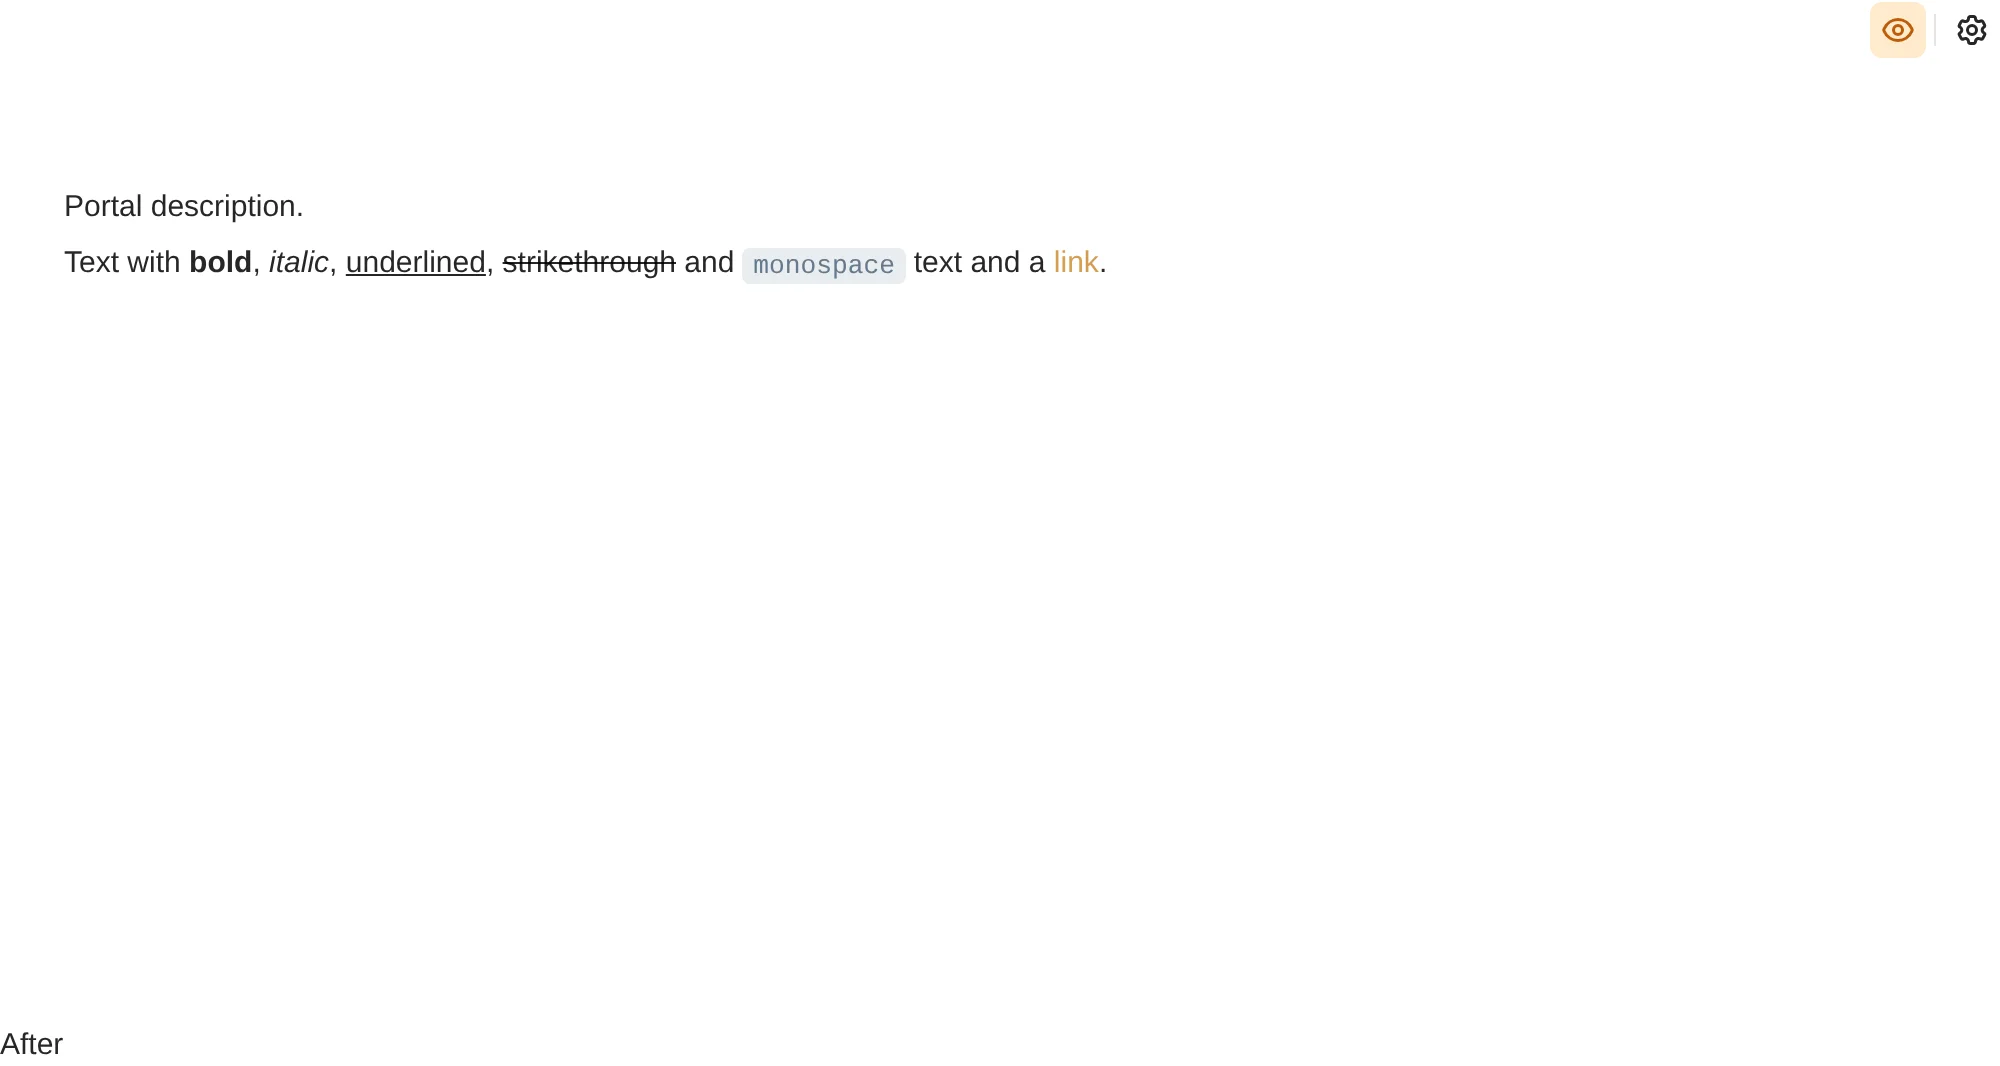 Portal description.
Text with bold, italic, underlined, strikethrough and monospace text and a link.
After